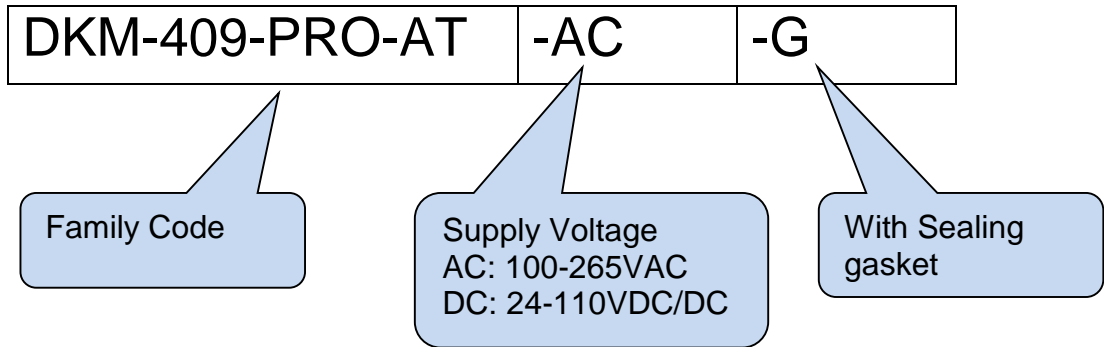 DKM-409-PRO-AT -AC -G
Family Code
Supply Voltage
AC: 100-265VAC
DC: 24-110VDC/DC
With Sealing
gasket